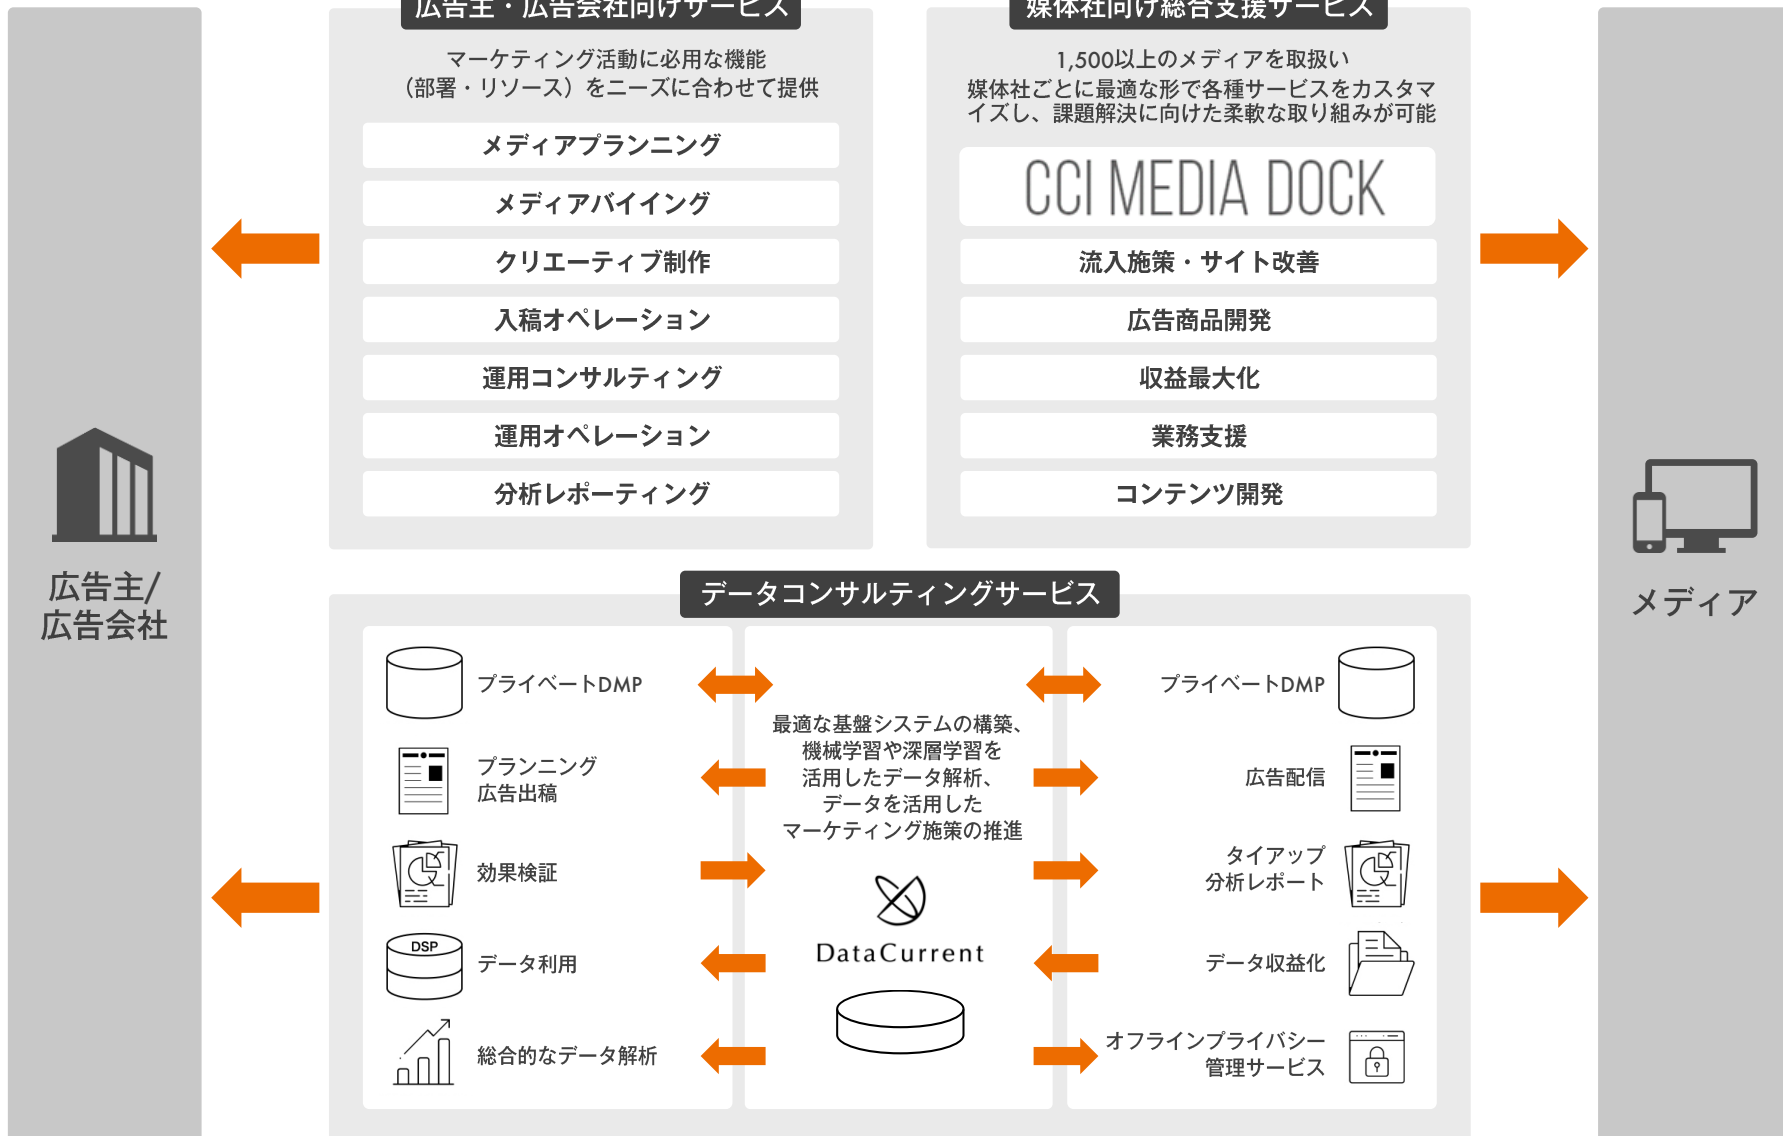 広告主・広告会社向けサービス
マーケティング活動に必用な機能
（部署・リソース）をニーズに合わせて提供
メディアプランニング
メディアバイイング
クリエーティブ制作
入稿オペレーション
運用コンサルティング
運用オペレーション
分析レポーティング
媒体社向け総合支援サービス
1,500以上のメディアを取扱い
媒体社ごとに最適な形で各種サービスをカスタマ
イズし、課題解決に向けた柔軟な取り組みが可能
CCI MEDIA DOCK
流入施策・サイト改善
広告商品開発
収益最大化
業務支援
コンテンツ開発
広告主/
広告会社
メディア
データコンサルティングサービス
プライベートDMP
プランニング
広告出稿
効果検証
DSP
データ利用
総合的なデータ解析
最適な基盤システムの構築、
機械学習や深層学習を
活用したデータ解析、
データを活用した
マーケティング施策の推進
DataCurrent
プライベートDMP
広告配信
タイアップ
分析レポート
データ収益化
オフラインプライバシー
管理サービス